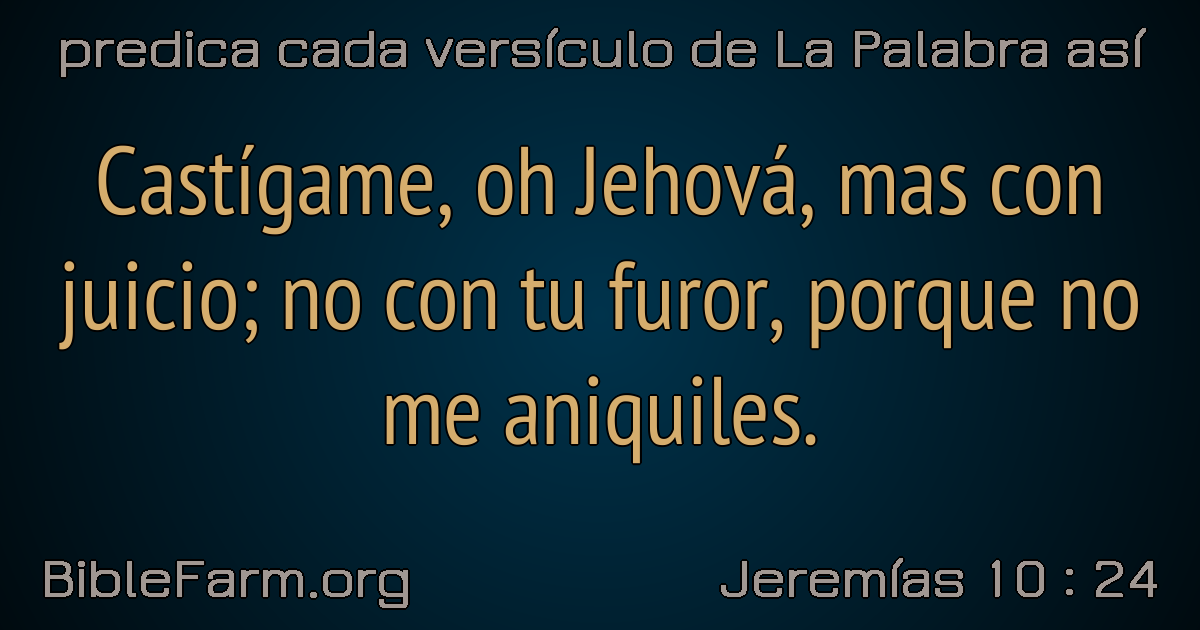 predica cada versículo de La Palabra así
Castígame, oh Jehová, mas con
juicio; no con tu furor, porque no
me aniquiles.
BibleFarm.org
Jeremías 10 : 24